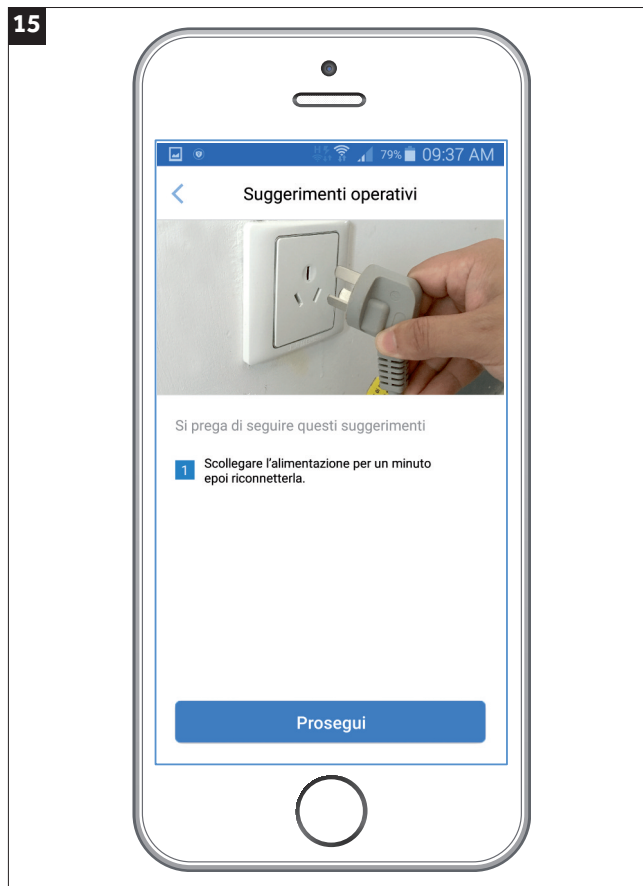 15
79% 09:37 AM
Suggerimenti operativi
Si prega di seguire questi suggerimenti
1 Scollegare l'alimentazione per un minuto
epoi riconnetterla.
Prosegui